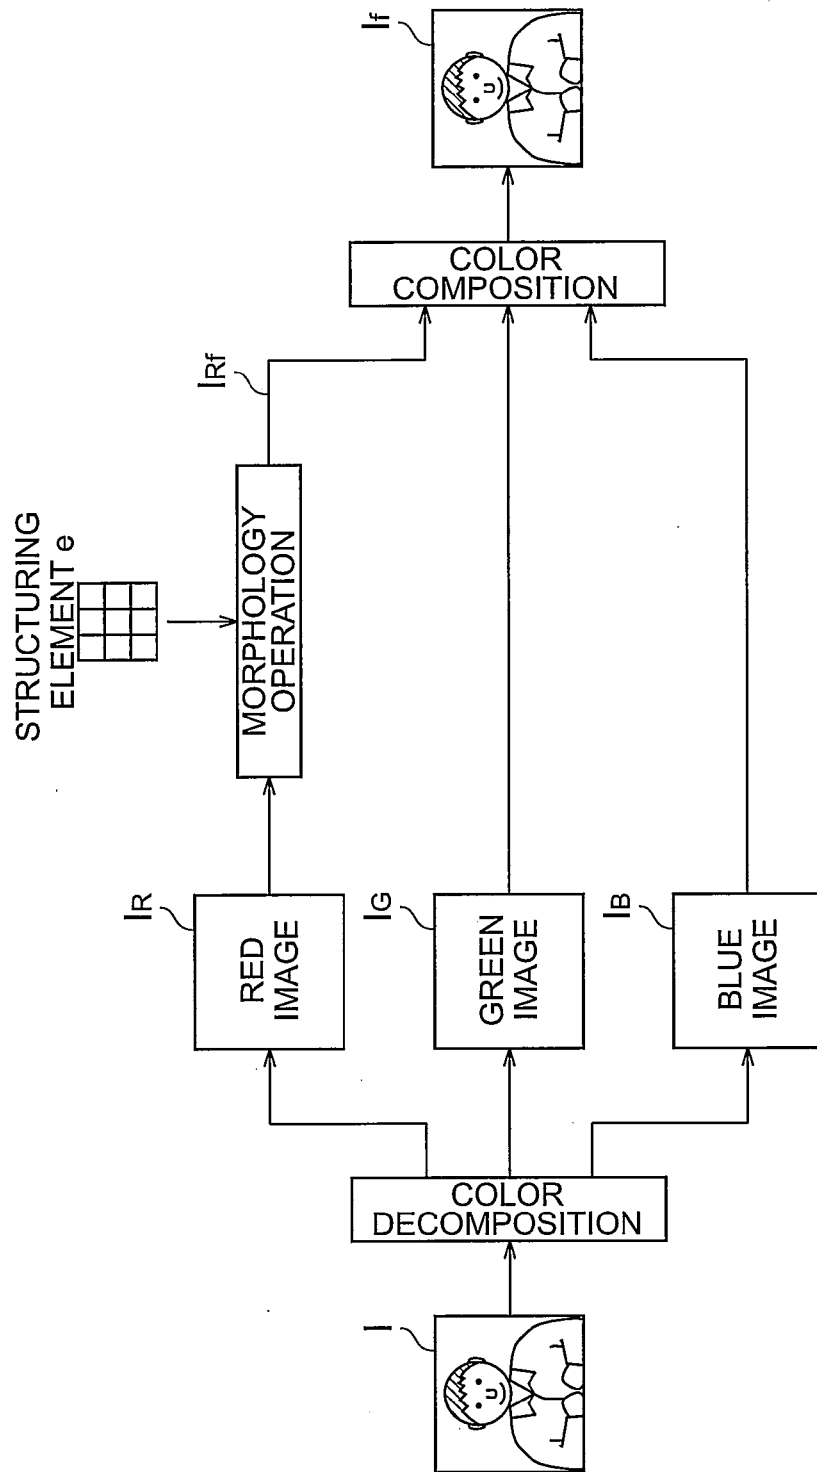 I
COLOR
DECOMPOSITION
IR
RED
IMAGE
IG
GREEN
IMAGE
IB
BLUE
IMAGE
STRUCTURING
ELEMENT e
MORPHOLOGY
OPERATION
IRf
COLOR
COMPOSITION
If